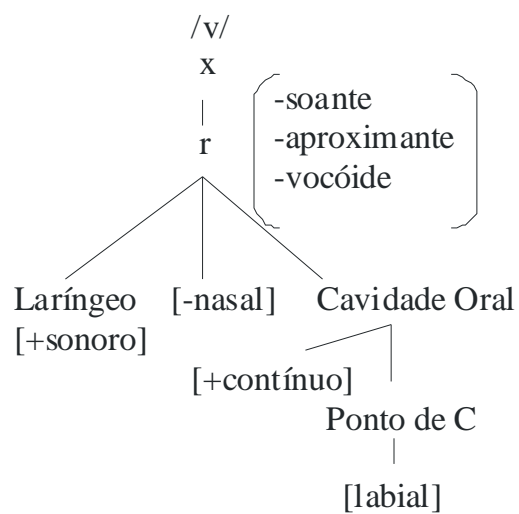 /v/
x
r
-soante
-aproximante
-vocóide
Laríngeo [-nasal] Cavidade Oral
[+sonoro]
[+contínuo]
Ponto de C
[labial]